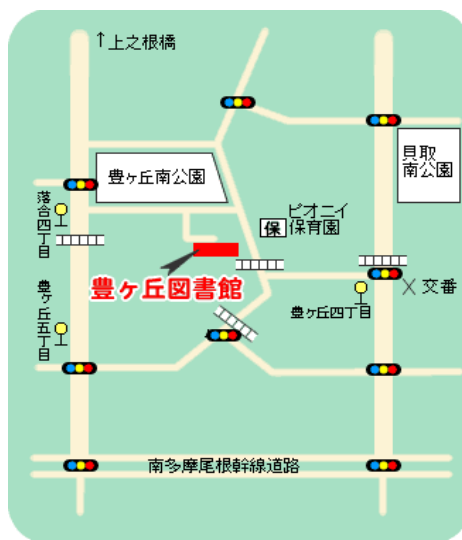 ↑上之根橋
貝取
南公園
豊ヶ丘南公園
落合四丁目
ピオニイ
保育園
保
豊ヶ丘図書館
交番
豊ヶ丘四丁目
豊ヶ丘五丁目
南多摩尾根幹線道路